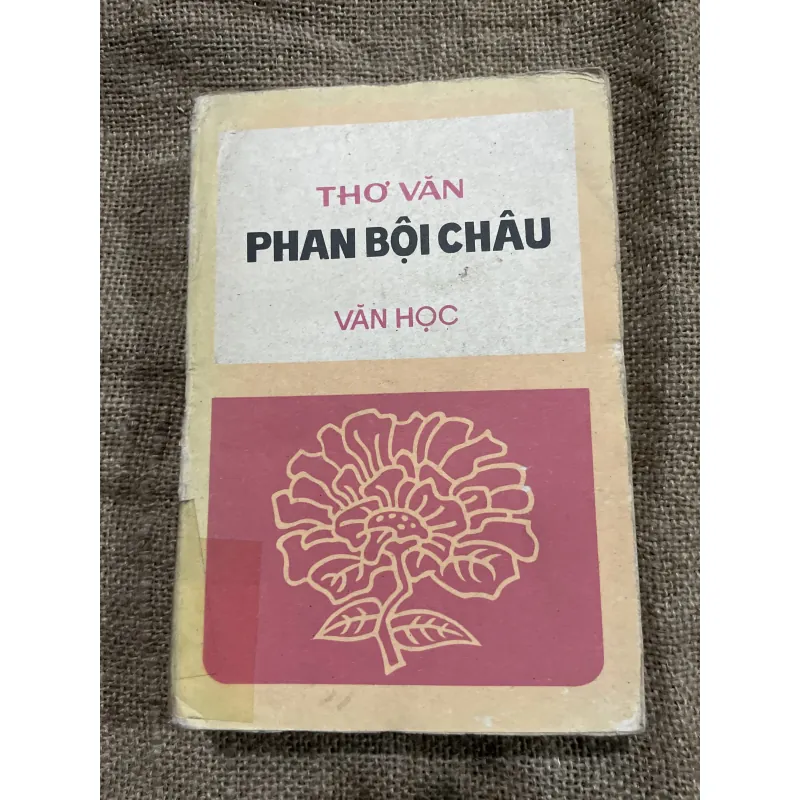 THƠ VĂN
PHAN BỘI CHÂU
VĂN HỌC